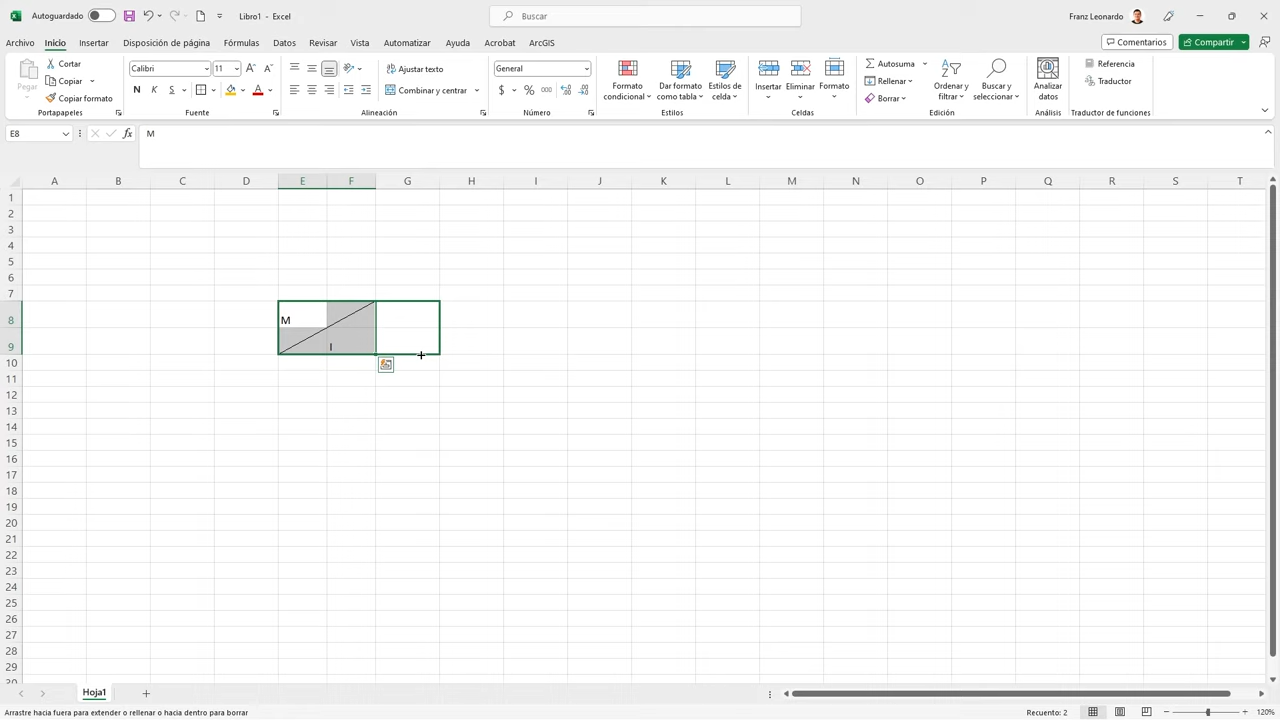 Autoguardado
Libro1 - Excel
Buscar
Franz Leonardo
Archivo Inicio Insertar Disposición de página Fórmulas Datos Revisar Vista Automatizar Ayuda Acrobat ArcGIS
Comentarios Compartir
Pegar
Cortar
Copiar
Copiar formato
Portapapeles
Calibri 11
N K S
Fuente
Ajustar texto
Combinar y centrar
Alineación
General
$ % 000
Número
Formato condicional
Dar formato como tabla
Estilos de celda
Estilos
Insertar Eliminar Formato
Celdas
Autosuma
Rellenar
Borrar
Ordenar y filtrar
Buscar y seleccionar
Edición
Analizar datos
Análisis
Referencia
Traductor
Traductor de funciones
E8 fx M
A B C D E F G H I J K L M N O P Q R S T
1
2
3
4
5
6
7
8 M
9 I
10
11
12
13
14
15
16
17
18
19
20
21
22
23
24
25
26
27
28
29
30
Hoja1
Arrastre hacia fuera para extender o rellenar o hacia dentro para borrar
Recuento: 2
120%